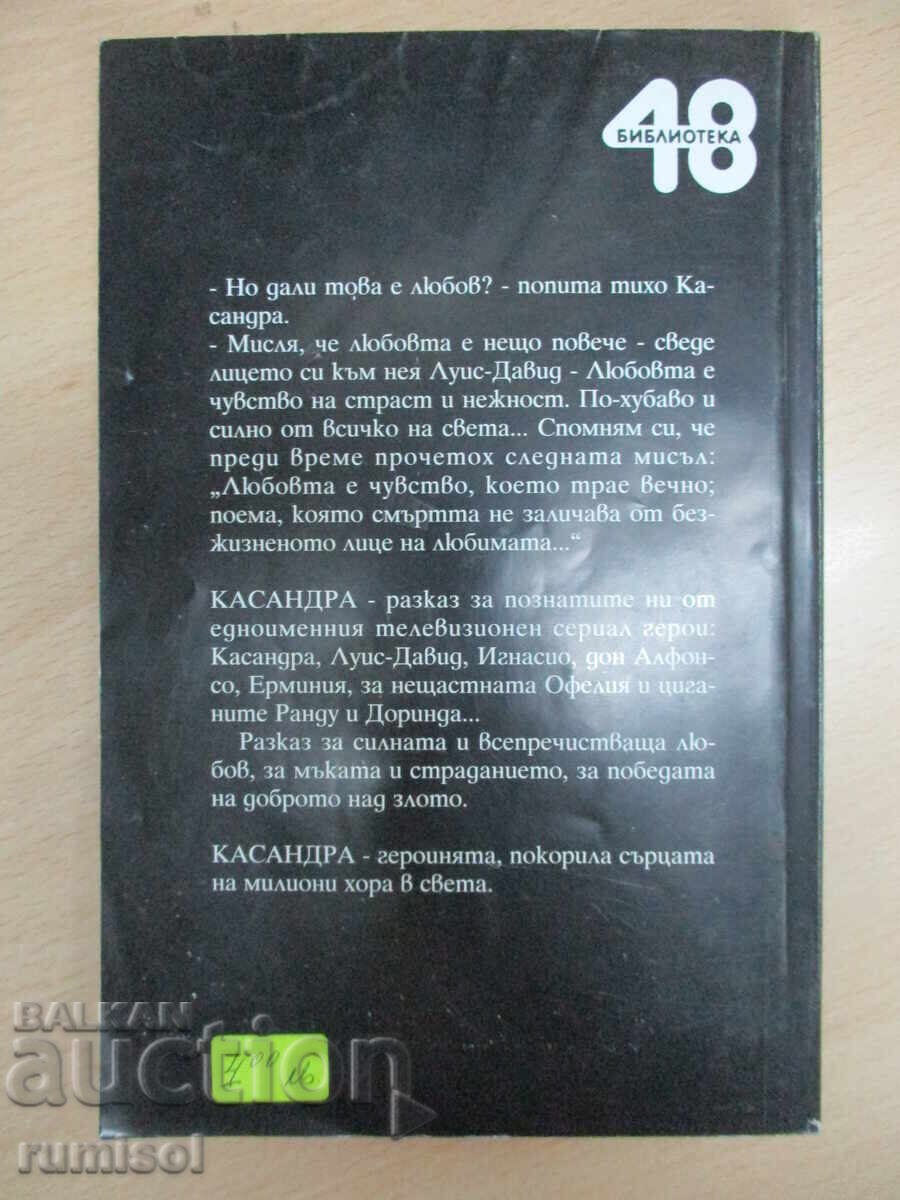 48
БИБЛИОТЕКА
- Но дали това е любов? - попита тихо Ка-
сандра.
- Мисля, че любовта е нещо повече - сведе
лицето си към нея Луис-Давид - Любовта е
чувство на страст и нежност. По-хубаво и
силно от всичко на света... Спомням си, че
преди време прочетох следната мисъл:
„Любовта е чувство, което трае вечно;
поема, която смъртта не заличава от без-
жизненото лице на любимата...“
КАСАНДРА - разказ за познатите ни от
едноименния телевизионен сериал герои:
Касандра, Луис-Давид, Игнасио, дон Алфон-
со, Ерминия, за нещастната Офелия и цига-
ните Ранду и Доринда...
Разказ за силната и всепречистваща лю-
бов, за мъката и страданието, за победата
на доброто над злото.
КАСАНДРА - героинята, покорила сърцата
на милиони хора в света.
BALKAN
auction
rumisol